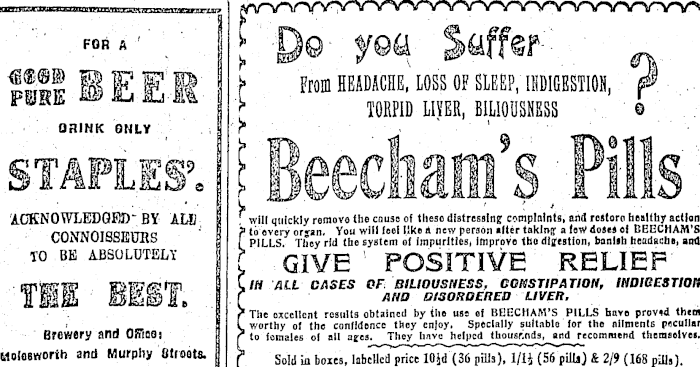 FOR A
GOOD
PURE BEER
DRINK ONLY
STAPLES'.
ACKNOWLEDGED BY ALL
CONNOISSEURS
TO BE ABSOLUTELY
THE BEST.
Brewery and Office:
Molesworth and Murphy Streets.
Do you Suffer
From HEADACHE, LOSS OF SLEEP, INDIGESTION,
TORPID LIVER, BILIOUSNESS
?
Beecham's Pills
will quickly remove the cause of these distressing complaints, and restore healthy action
to every organ. You will feel like a new person after taking a few doses of BEECHAM'S
PILLS. They rid the system of impurities, improve the digestion, banish headache, and
GIVE POSITIVE RELIEF
IN ALL CASES OF BILIOUSNESS, CONSTIPATION, INDIGESTION
AND DISORDERED LIVER.
The excellent results obtained by the use of BEECHAM'S PILLS have proved them
worthy of the confidence they enjoy. Specially suitable for the ailments peculiar
to females of all ages. They have helped thousands, and recommend themselves.
Sold in boxes, labelled price 10½d (36 pills), 1/1½ (56 pills) & 2/9 (168 pills).